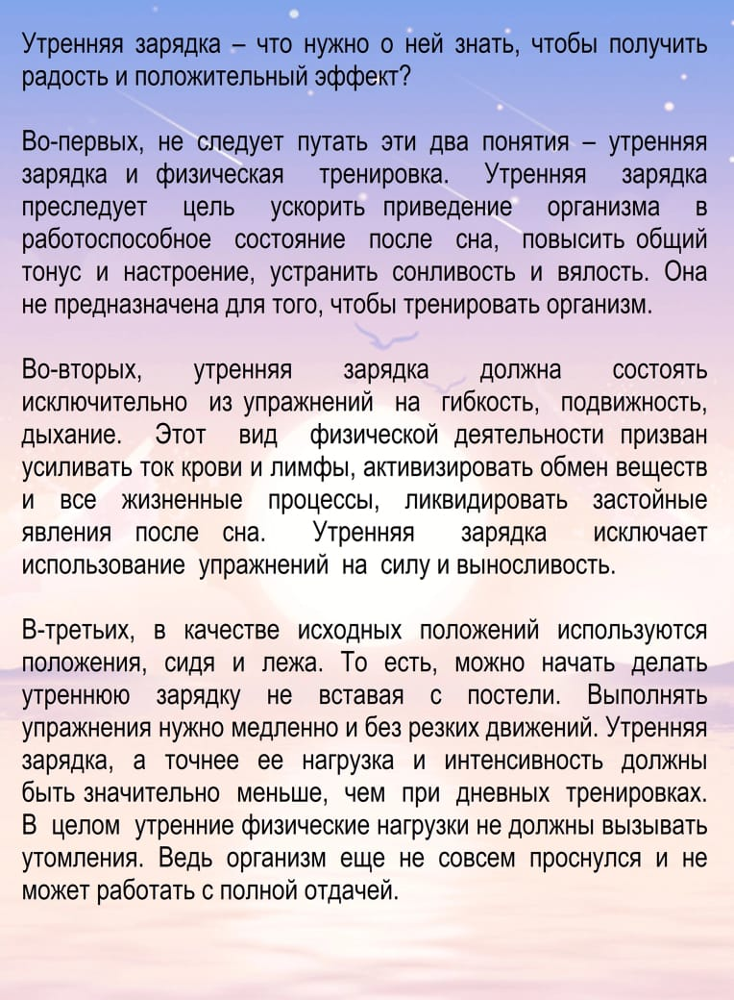 Утренняя зарядка – что нужно о ней знать, чтобы получить
радость и положительный эффект?
Во-первых, не следует путать эти два понятия – утренняя
зарядка и физическая тренировка. Утренняя зарядка
преследует цель ускорить приведение организма в
работоспособное состояние после сна, повысить общий
тонус и настроение, устранить сонливость и вялость. Она
не предназначена для того, чтобы тренировать организм.
Во-вторых, утренняя зарядка должна состоять
исключительно из упражнений на гибкость, подвижность,
дыхание. Этот вид физической деятельности призван
усиливать ток крови и лимфы, активизировать обмен веществ
и все жизненные процессы, ликвидировать застойные
явления после сна. Утренняя зарядка исключает
использование упражнений на силу и выносливость.
В-третьих, в качестве исходных положений используются
положения, сидя и лежа. То есть, можно начать делать
утреннюю зарядку не вставая с постели. Выполнять
упражнения нужно медленно и без резких движений. Утренняя
зарядка, а точнее ее нагрузка и интенсивность должны
быть значительно меньше, чем при дневных тренировках.
В целом утренние физические нагрузки не должны вызывать
утомления. Ведь организм еще не совсем проснулся и не
может работать с полной отдачей.